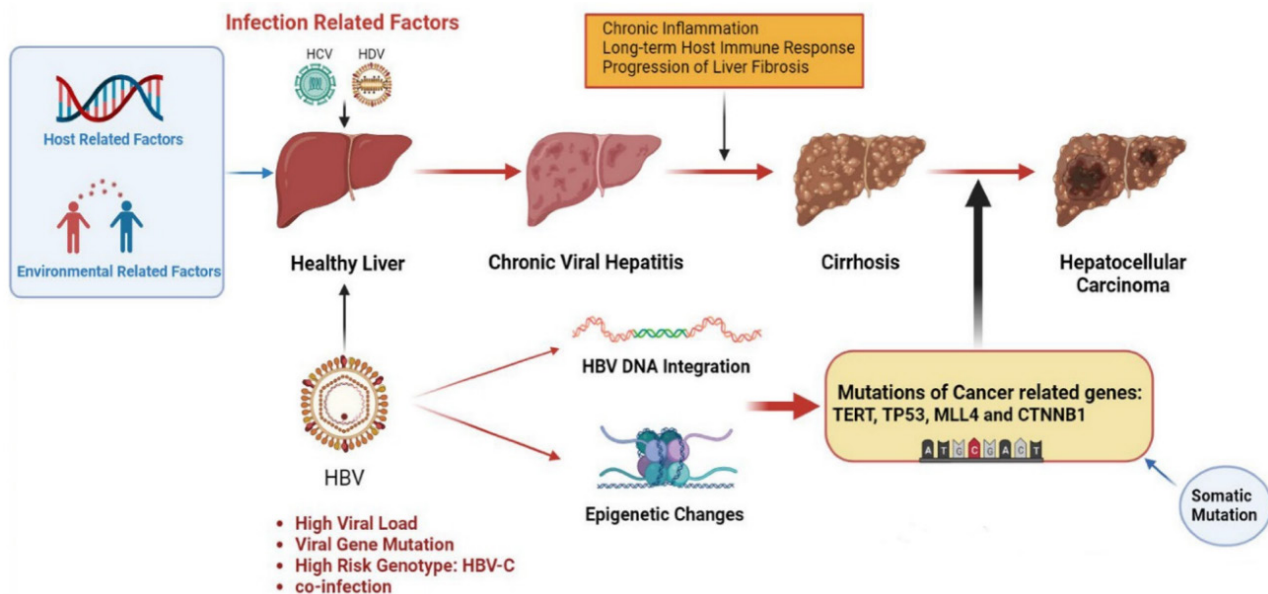 Infection Related Factors
HCV
HDV
Chronic Inflammation
Long-term Host Immune Response
Progression of Liver Fibrosis
Host Related Factors
Environmental Related Factors
Healthy Liver
Chronic Viral Hepatitis
Cirrhosis
Hepatocellular
Carcinoma
HBV DNA Integration
HBV
Epigenetic Changes
Mutations of Cancer related genes:
TERT, TP53, MLL4 and CTNNB1
A T G C G A C T
Somatic
Mutation
• High Viral Load
• Viral Gene Mutation
• High Risk Genotype: HBV-C
• co-infection